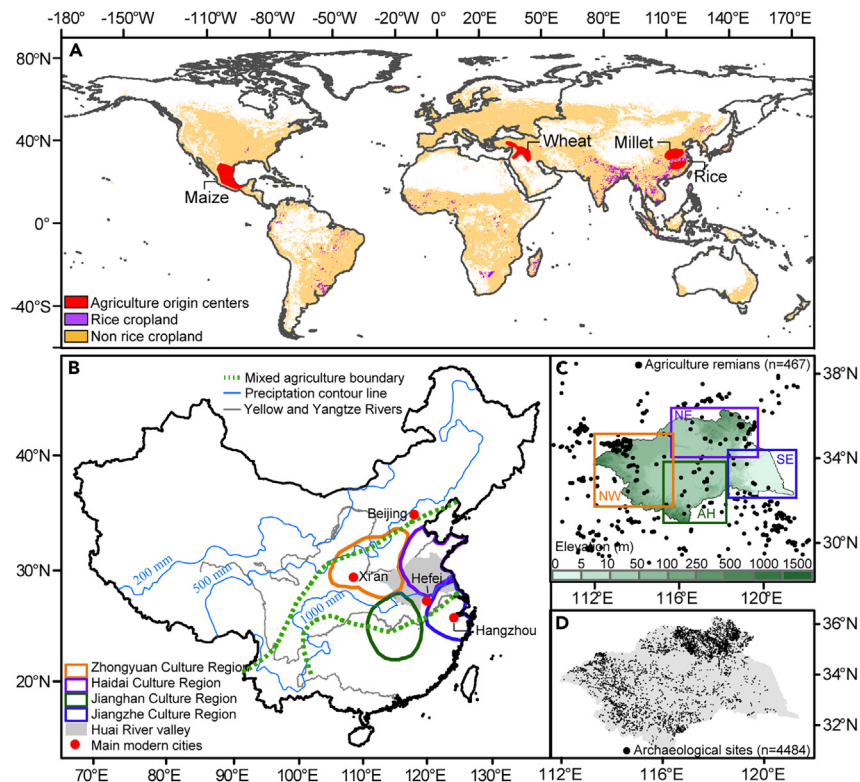 -180° -110°W -80°W -60°W -40°W -20°W 0° 20°E 50°E 80°E 110°E 140°E 170°E
A
80°N
40°N
0°
-40°S
Wheat
Millet
Rice
Maize
Agriculture origin centers
Rice cropland
Non rice cropland
B
Mixed agriculture boundary
Preciptation contour line
Yellow and Yangtze Rivers
40°N
30°N
20°N
Beijing
200 mm
500 mm
Xi'an
Hefei
1000 mm
Hangzhou
Zhongyuan Culture Region
Haidai Culture Region
Jianghan Culture Region
Jiangzhe Culture Region
Huai River valley
Main modern cities
70°E 80°E 90°E 100°E 110°E 120°E 130°E
C
Agriculture remians (n=467)
38°N
34°N
30°N
NE
SE
NW
AH
Elevation (m)
0 5 10 50 100 200 500 1000 1500
112°E 116°E 120°E
D
36°N
34°N
32°N
Archaeological sites (n=4484)
112°E 114°E 116°E 118°E 120°E